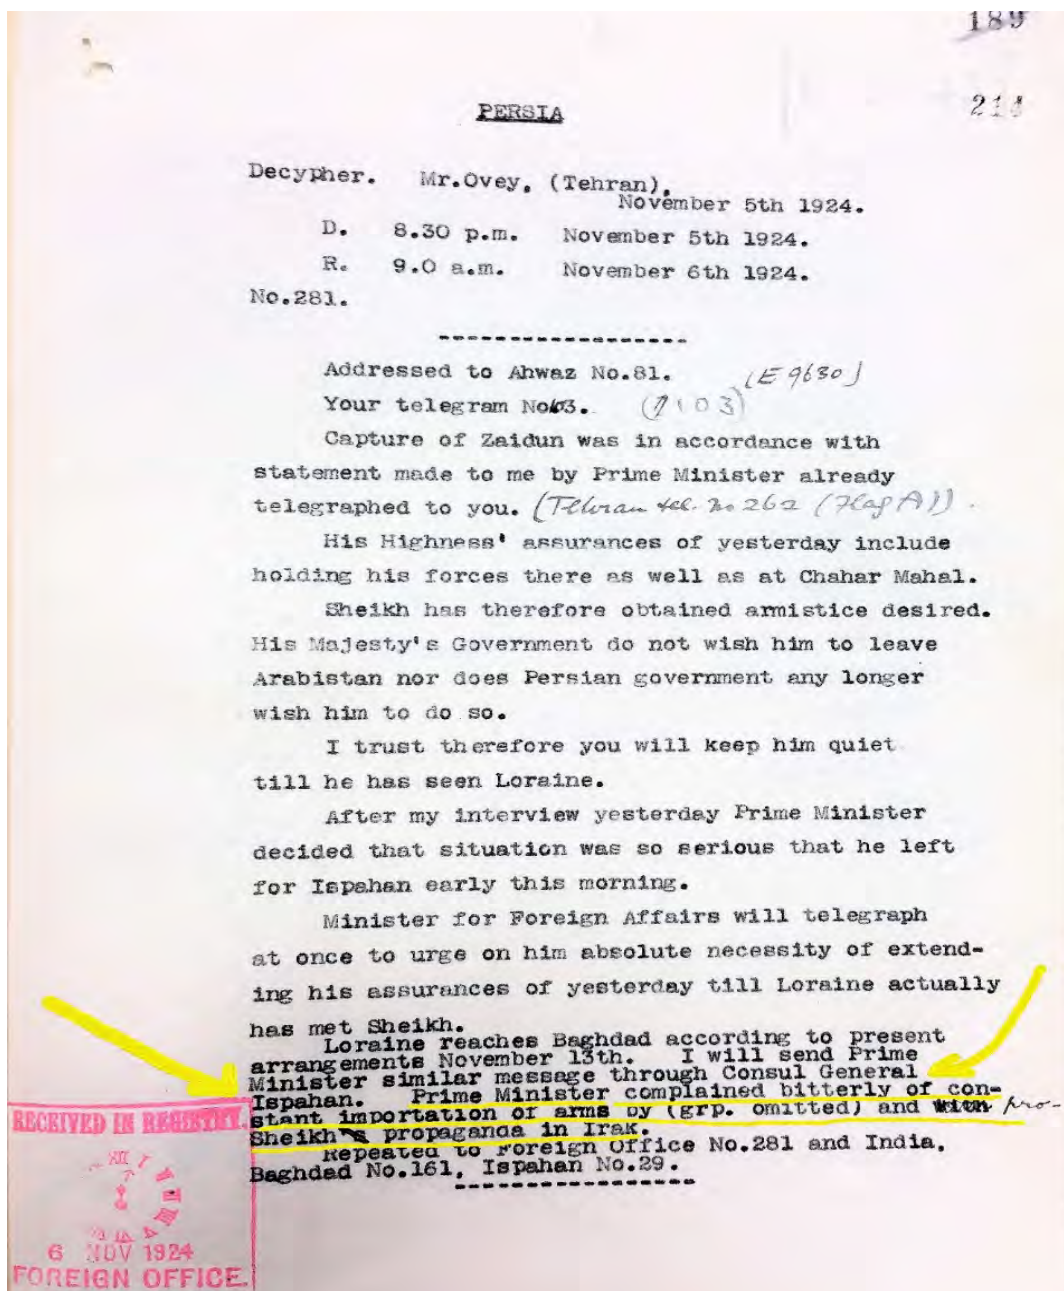 189
PERSIA
Decypher. Mr.Ovey, (Tehran),
November 5th 1924.
D. 8.30 p.m. November 5th 1924.
R. 9.0 a.m. November 6th 1924.
No.281.
Addressed to Ahwaz No.81. (E 9630)
Your telegram No.
Capture of Zaidun was in accordance with
statement made to me by Prime Minister already
telegraphed to you. (Tehran tel. no 262 (Flag A)).
His Highness' assurances of yesterday include
holding his forces there as well as at Chahar Mahal.
Sheikh has therefore obtained armistice desired.
His Majesty's Government do not wish him to leave
Arabistan nor does Persian government any longer
wish him to do so.
I trust therefore you will keep him quiet
till he has seen Loraine.
After my interview yesterday Prime Minister
decided that situation was so serious that he left
for Ispahan early this morning.
Minister for Foreign Affairs will telegraph
at once to urge on him absolute necessity of extend-
ing his assurances of yesterday till Loraine actually
has met Sheikh.
Loraine reaches Baghdad according to present
arrangements November 13th. I will send Prime
Minister similar message through Consul General
Ispahan. Prime Minister complained bitterly of con-
stant importation of arms by (grp. omitted) and pro-
Sheikh propaganda in Irak.
Repeated to Foreign Office No.281 and India,
Baghdad No.161, Ispahan No.29.
RECEIVED IN REGISTRY.
6 NOV 1924
FOREIGN OFFICE.